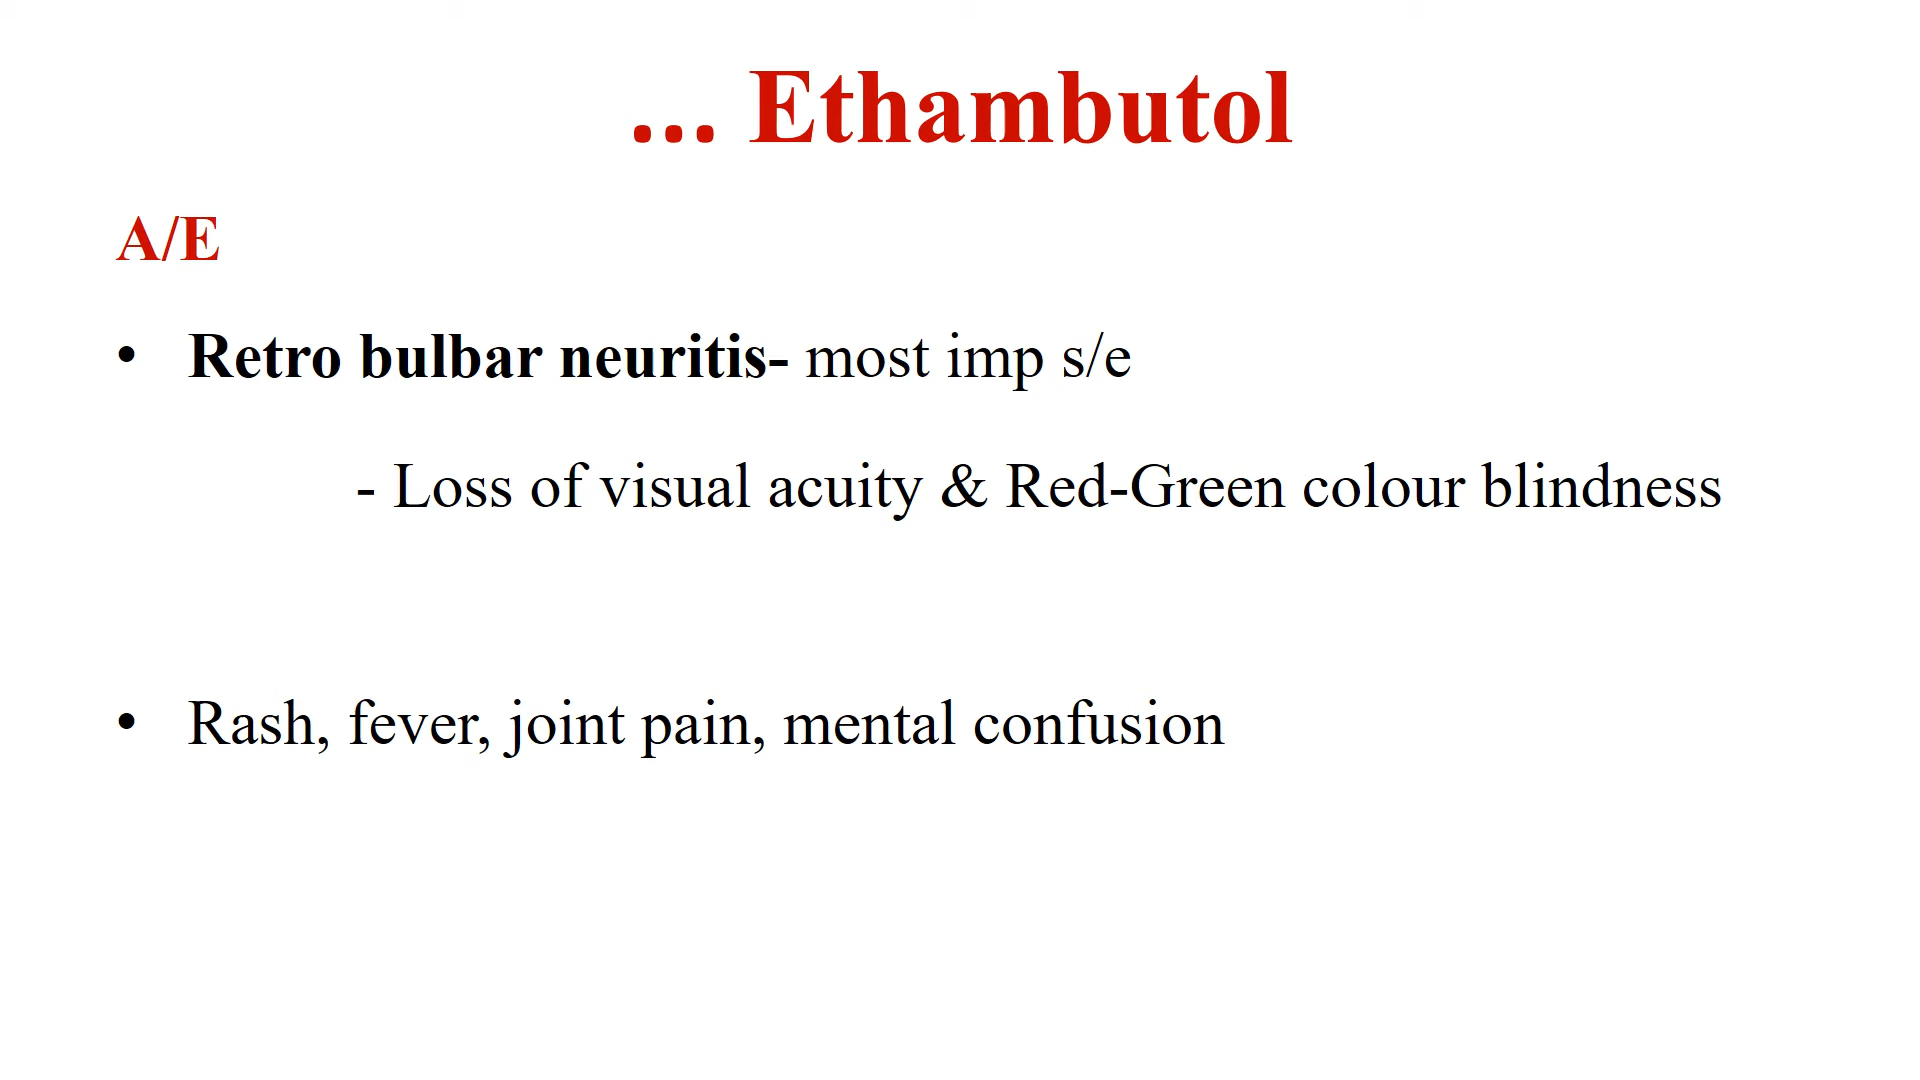 ... Ethambutol
A/E
• Retro bulbar neuritis- most imp s/e
- Loss of visual acuity & Red-Green colour blindness
• Rash, fever, joint pain, mental confusion